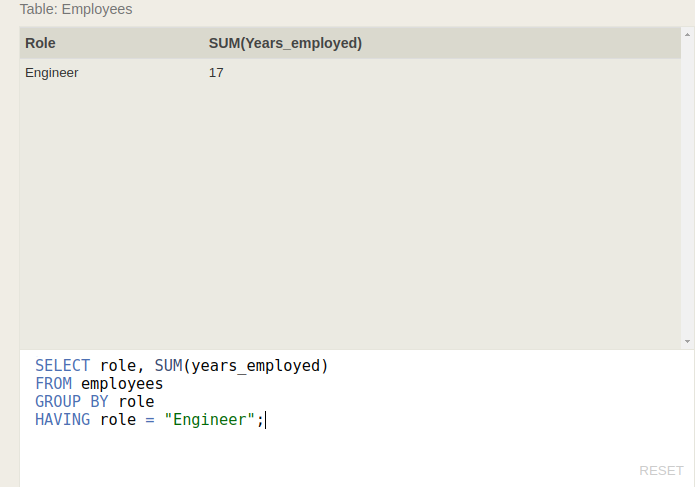 Table: Employees
Role SUM(Years_employed)
Engineer 17
SELECT role, SUM(years_employed)
FROM employees
GROUP BY role
HAVING role = "Engineer";
RESET